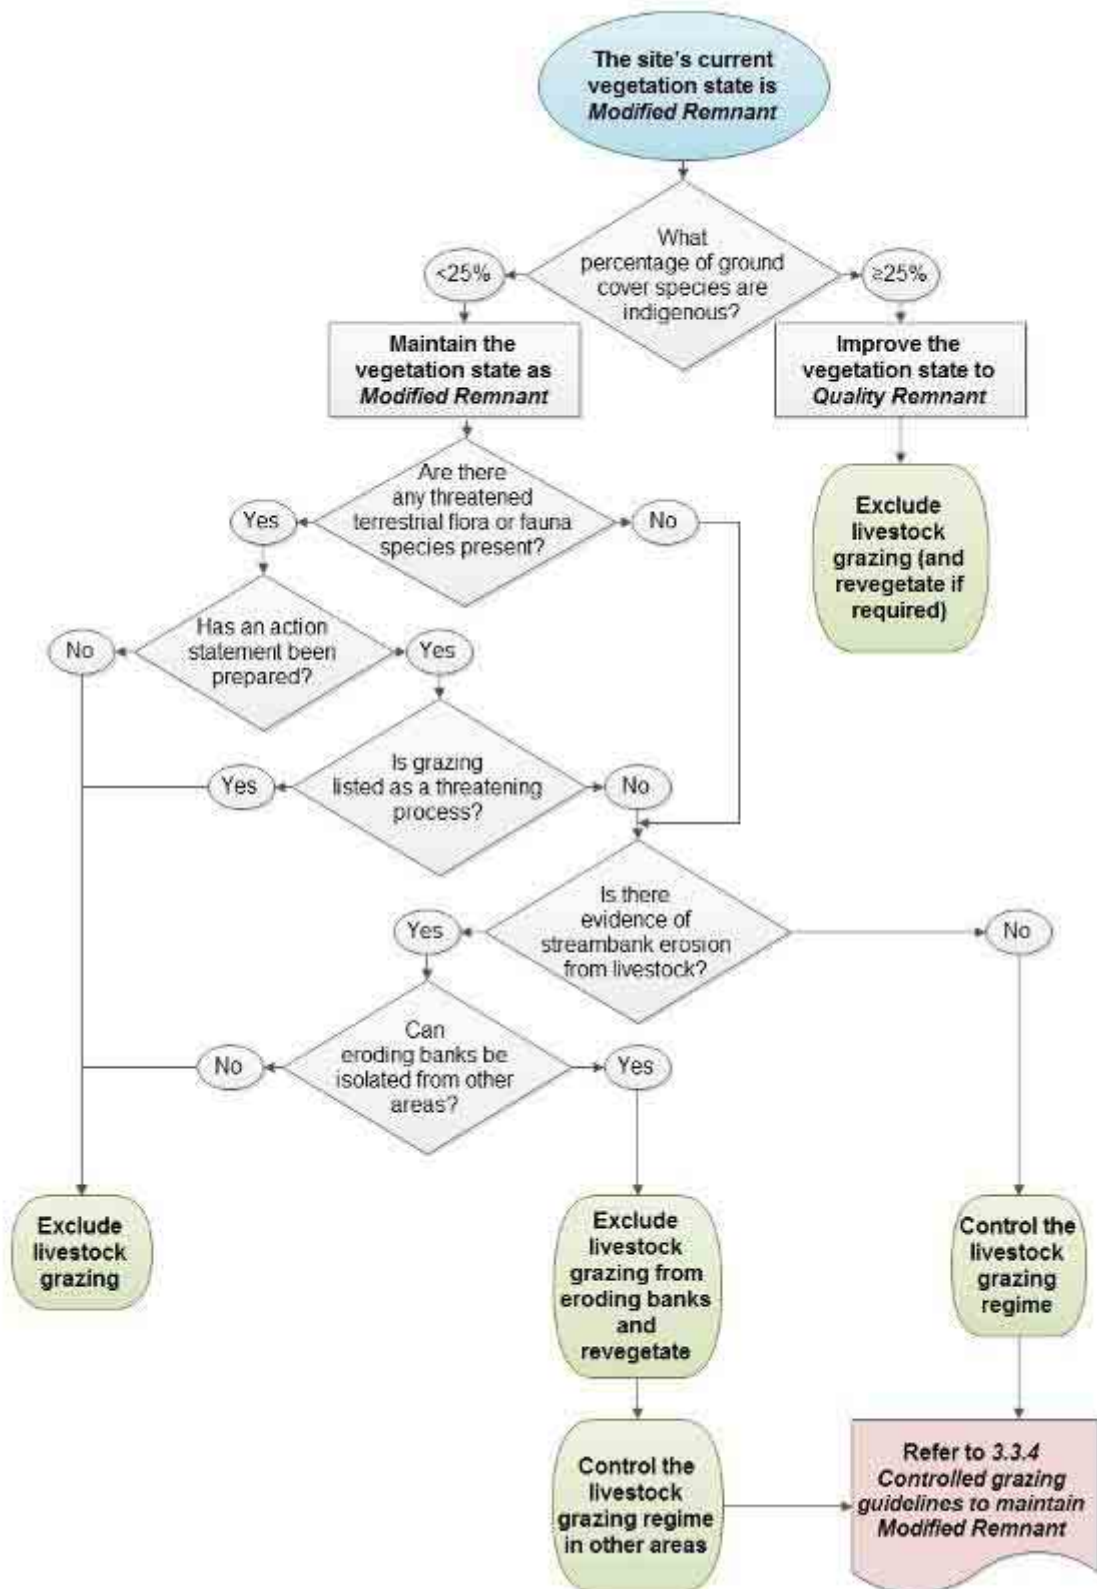 The site's current
vegetation state is
Modified Remnant
What
percentage of ground
cover species are
indigenous?
<25%
≥25%
Maintain the
vegetation state as
Modified Remnant
Improve the
vegetation state to
Quality Remnant
Are there
any threatened
terrestrial flora or fauna
species present?
Yes
No
Exclude
livestock
grazing (and
revegetate if
required)
Has an action
statement been
prepared?
No
Yes
Is grazing
listed as a threatening
process?
Yes
No
Is there
evidence of
streambank erosion
from livestock?
Yes
No
Can
eroding banks be
isolated from other
areas?
No
Yes
Exclude
livestock
grazing
Exclude
livestock
grazing from
eroding banks
and
revegetate
Control the
livestock
grazing
regime
Control the
livestock
grazing regime
in other areas
Refer to 3.3.4
Controlled grazing
guidelines to maintain
Modified Remnant